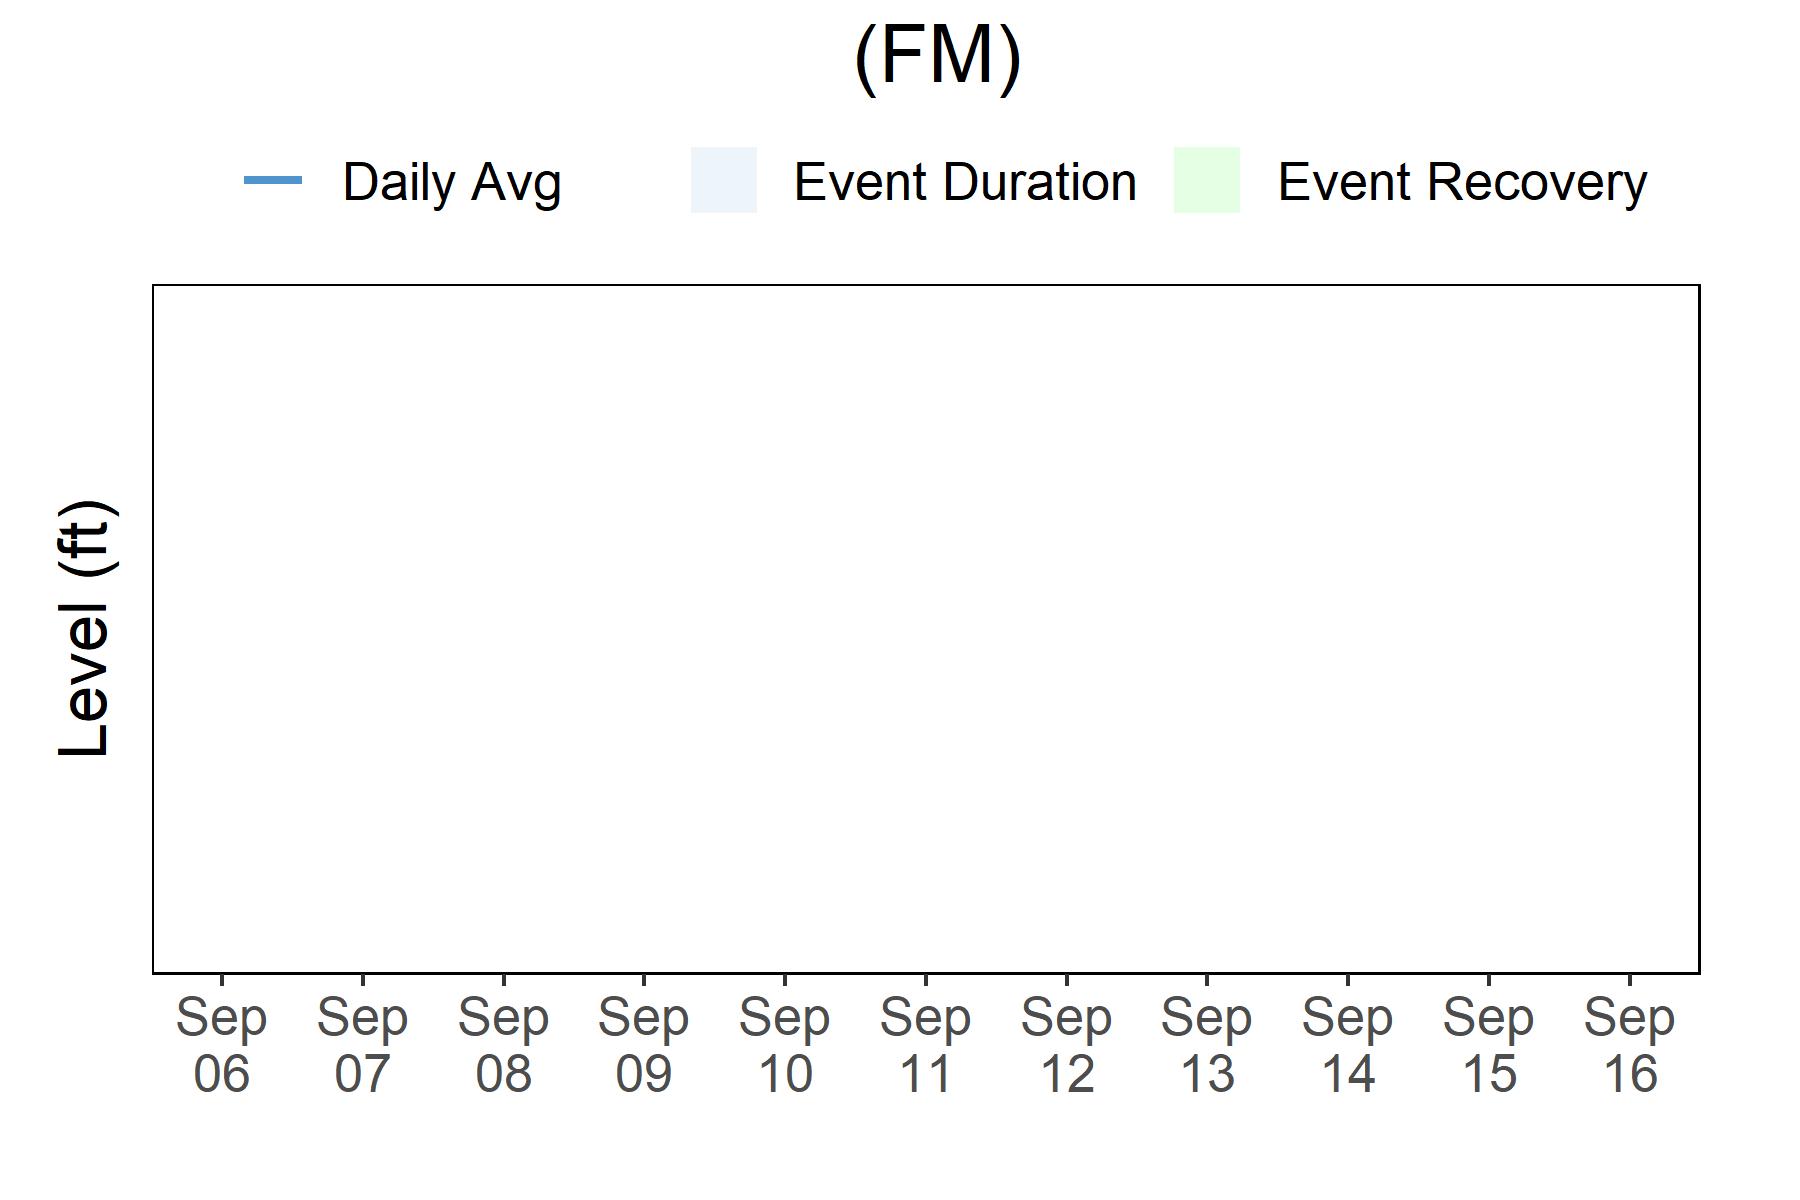 (FM)
Daily Avg Event Duration Event Recovery
Level (ft)
Sep Sep Sep Sep Sep Sep Sep Sep Sep Sep Sep
06 07 08 09 10 11 12 13 14 15 16